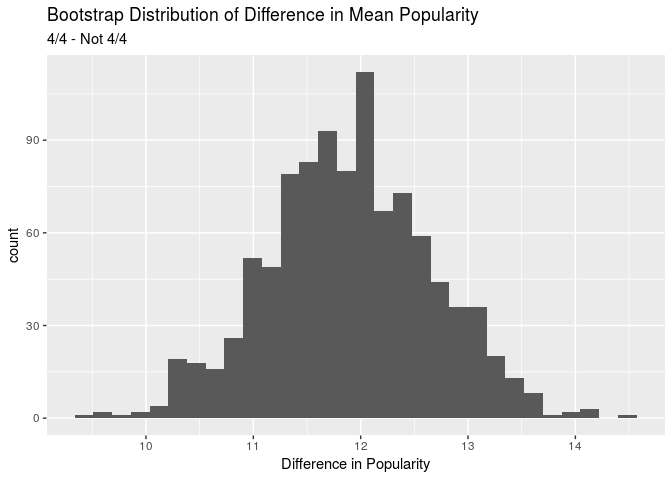 Bootstrap Distribution of Difference in Mean Popularity
4/4 - Not 4/4
90
60
30
0
count
10 11 12 13 14
Difference in Popularity